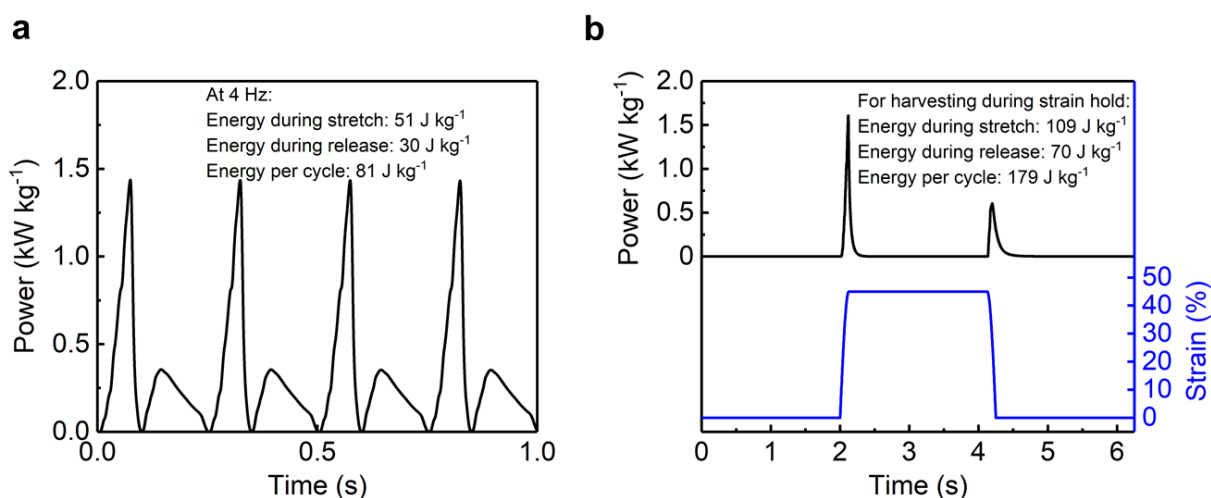 a
2.0
1.5
1.0
0.5
0.0
Power (kW kg⁻¹)
At 4 Hz:
Energy during stretch: 51 J kg⁻¹
Energy during release: 30 J kg⁻¹
Energy per cycle: 81 J kg⁻¹
0.0 0.5 1.0
Time (s)
b
2.0
1.5
1.0
0.5
0
Power (kW kg⁻¹)
For harvesting during strain hold:
Energy during stretch: 109 J kg⁻¹
Energy during release: 70 J kg⁻¹
Energy per cycle: 179 J kg⁻¹
50
40
30
20
10
0
Strain (%)
0 1 2 3 4 5 6
Time (s)